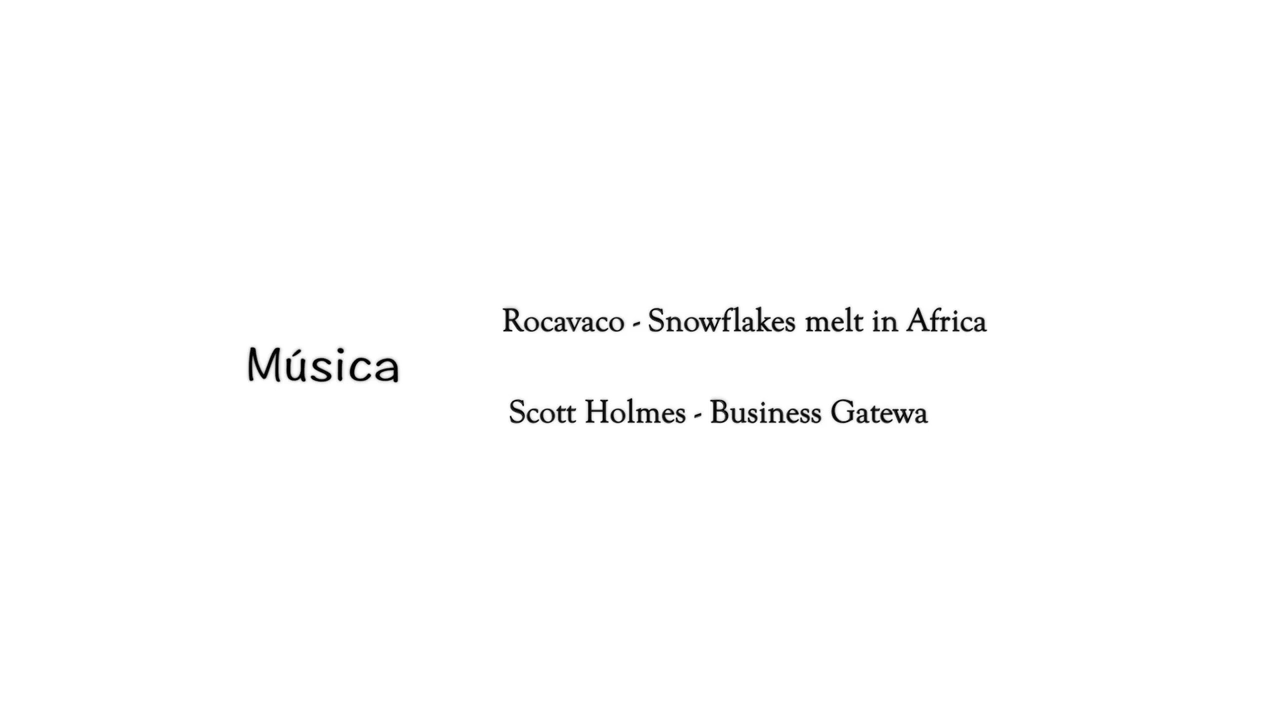 Música
Rocavaco - Snowflakes melt in Africa
Scott Holmes - Business Gatewa